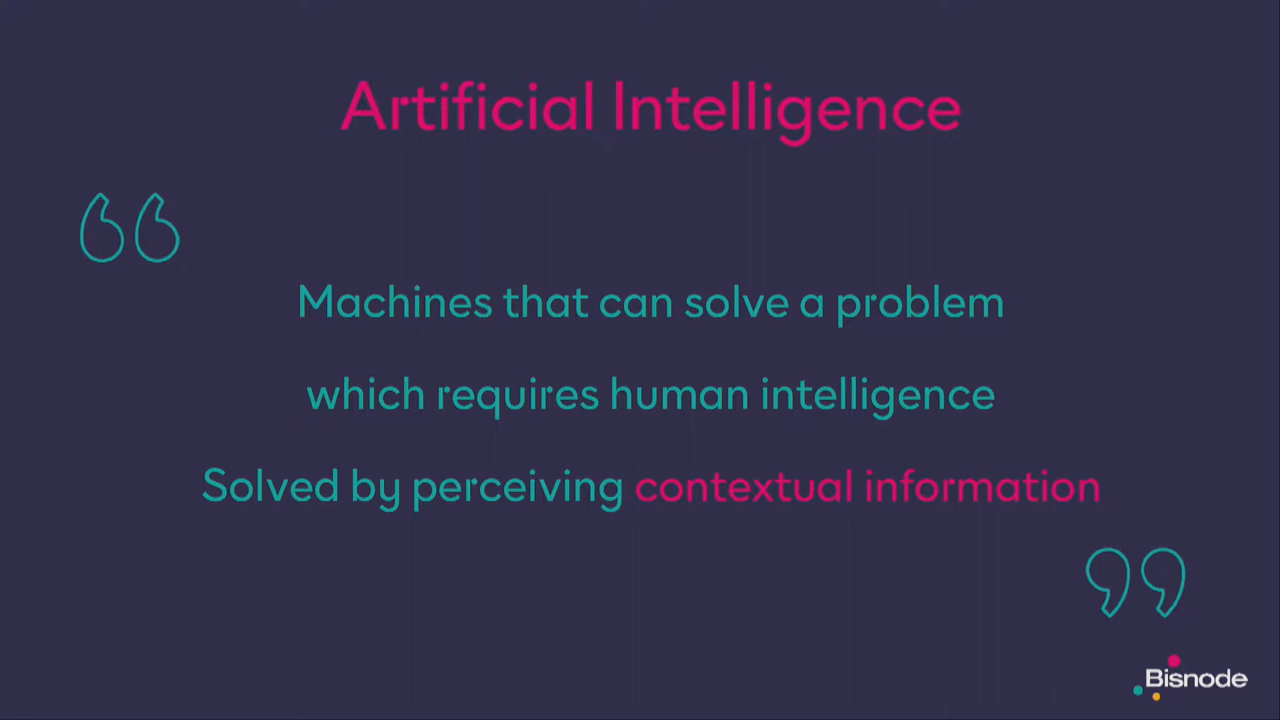 Artificial Intelligence
“
Machines that can solve a problem
which requires human intelligence
Solved by perceiving contextual information
”
Bisnode